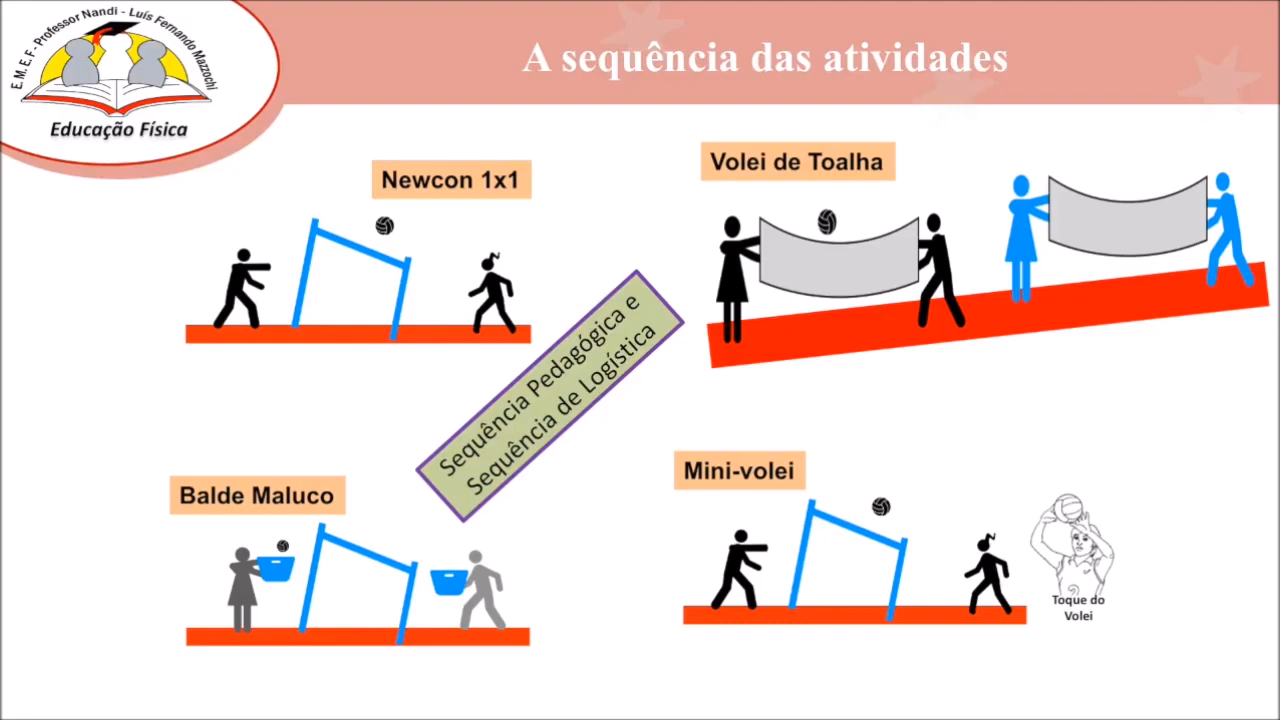 E. M. E. F - Professor Nandi - Luís Fernando Mazzochi
Educação Física
A sequência das atividades
Newcon 1x1
Volei de Toalha
Sequência Pedagógica e
Sequência de Logística
Balde Maluco
Mini-volei
Toque do
Volei